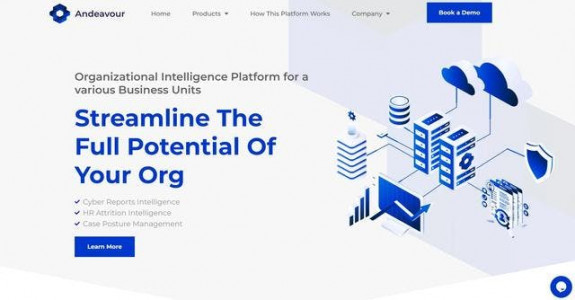 Andeavour
Home
Products
How This Platform Works
Company
Book a Demo
Organizational Intelligence Platform for a
various Business Units
Streamline The
Full Potential Of
Your Org
Cyber Reports Intelligence
HR Attrition Intelligence
Case Posture Management
Learn More